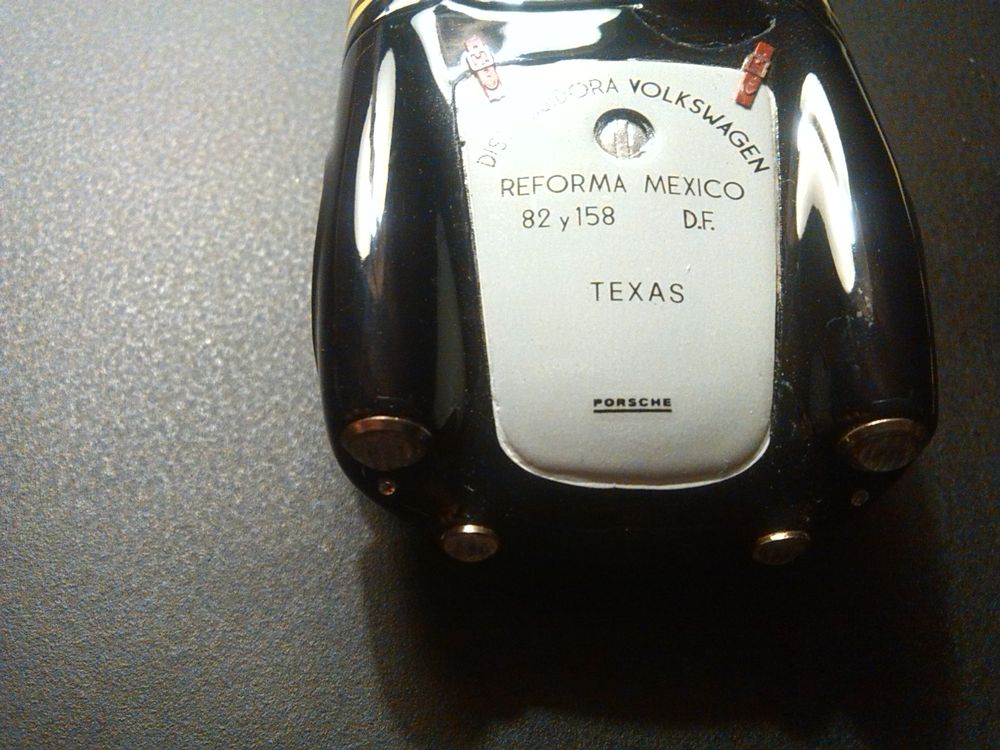 VOLKSWAGEN
REFORMA MEXICO
82 y 158 D.F.
TEXAS
PORSCHE